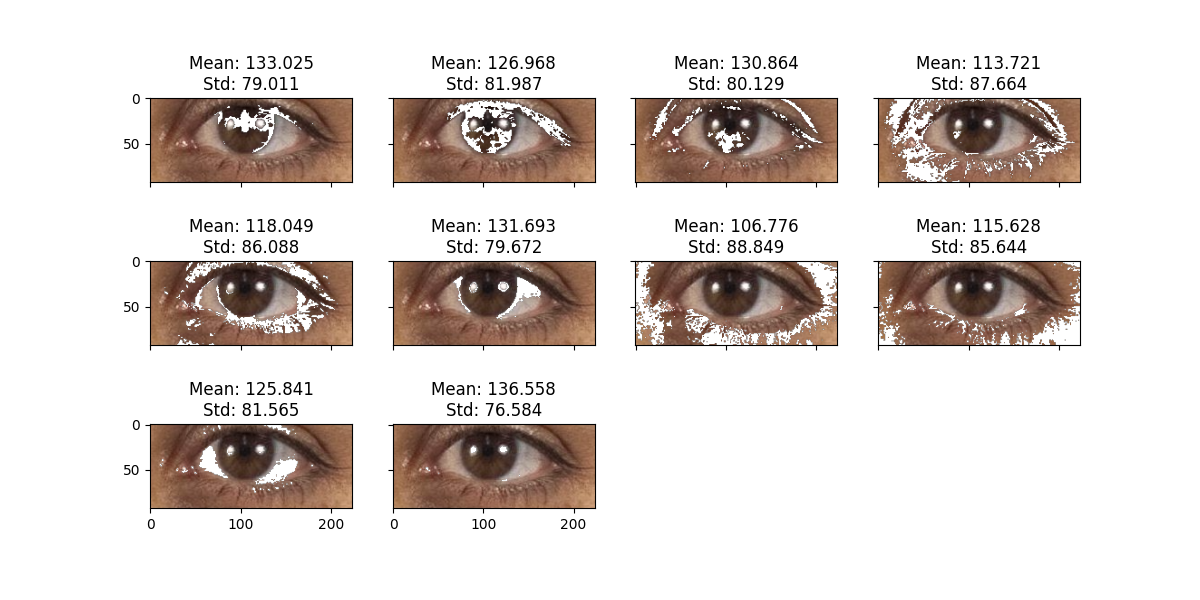 Mean: 133.025
Std: 79.011
Mean: 126.968
Std: 81.987
Mean: 130.864
Std: 80.129
Mean: 113.721
Std: 87.664
0
50
Mean: 118.049
Std: 86.088
Mean: 131.693
Std: 79.672
Mean: 106.776
Std: 88.849
Mean: 115.628
Std: 85.644
0
50
Mean: 125.841
Std: 81.565
Mean: 136.558
Std: 76.584
0
50
0 100 200
0 100 200